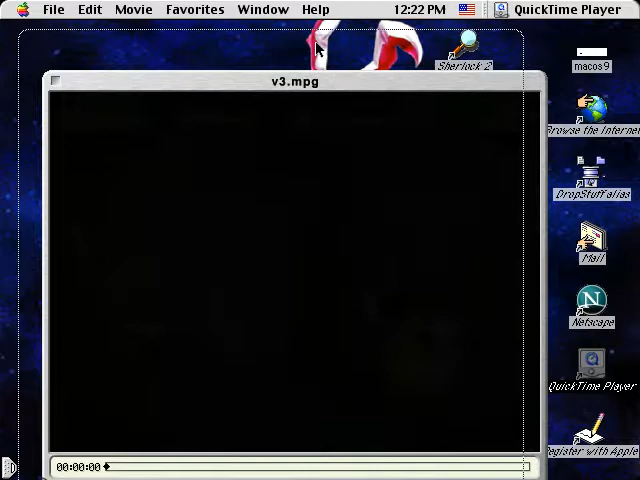 File Edit Movie Favorites Window Help 12:22 PM QuickTime Player
Sherlock 2
macos9
v3.mpg
Browse the Internet
DropStuff alias
Mail
N
Netscape
QuickTime Player
Register with Apple
00:00:00